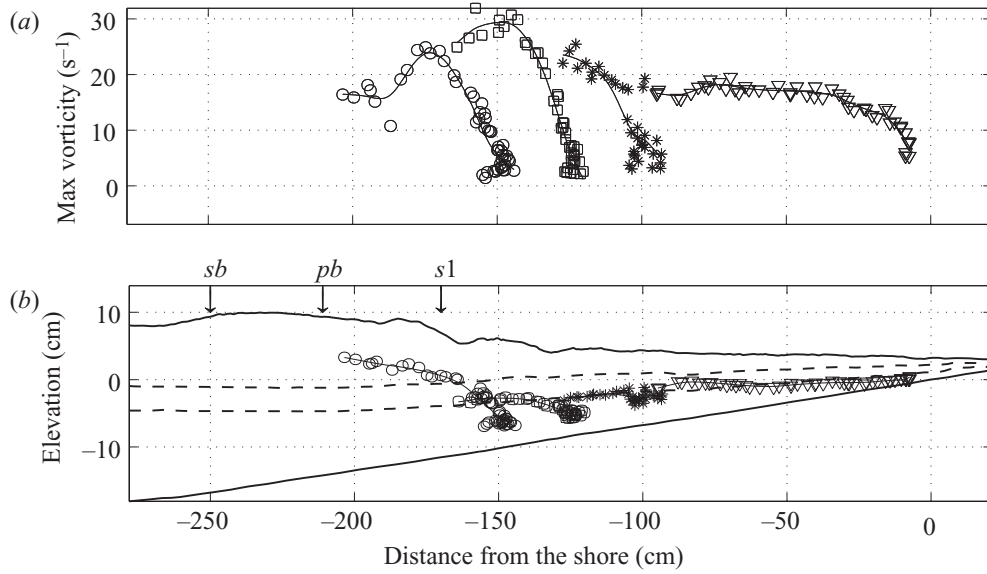 (a)
Max vorticity (s⁻¹)
30
20
10
0
sb pb s1
(b)
Elevation (cm)
10
0
−10
−250 −200 −150 −100 −50 0
Distance from the shore (cm)